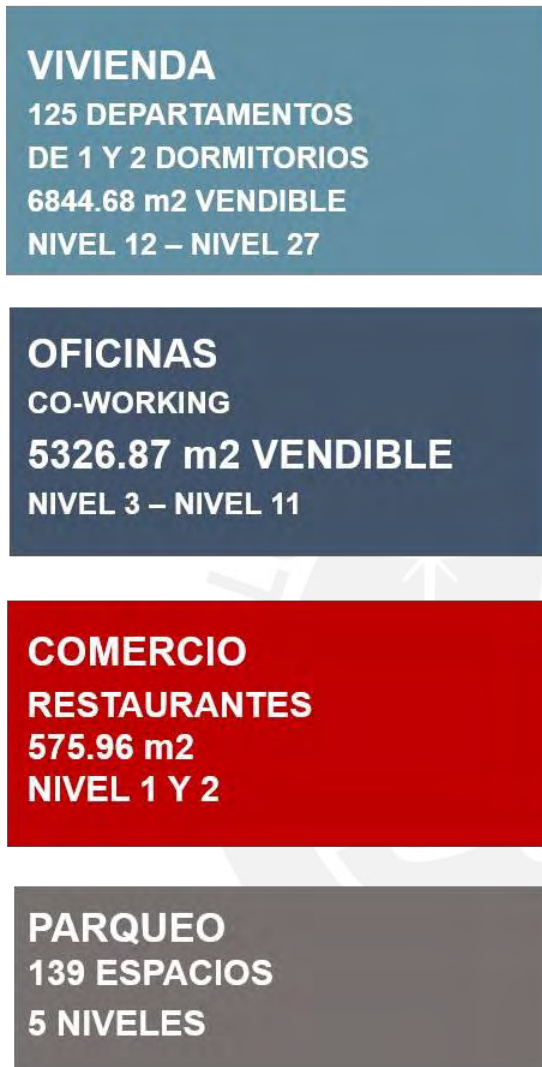 VIVIENDA
125 DEPARTAMENTOS
DE 1 Y 2 DORMITORIOS
6844.68 m2 VENDIBLE
NIVEL 12 – NIVEL 27
OFICINAS
CO-WORKING
5326.87 m2 VENDIBLE
NIVEL 3 – NIVEL 11
COMERCIO
RESTAURANTES
575.96 m2
NIVEL 1 Y 2
PARQUEO
139 ESPACIOS
5 NIVELES